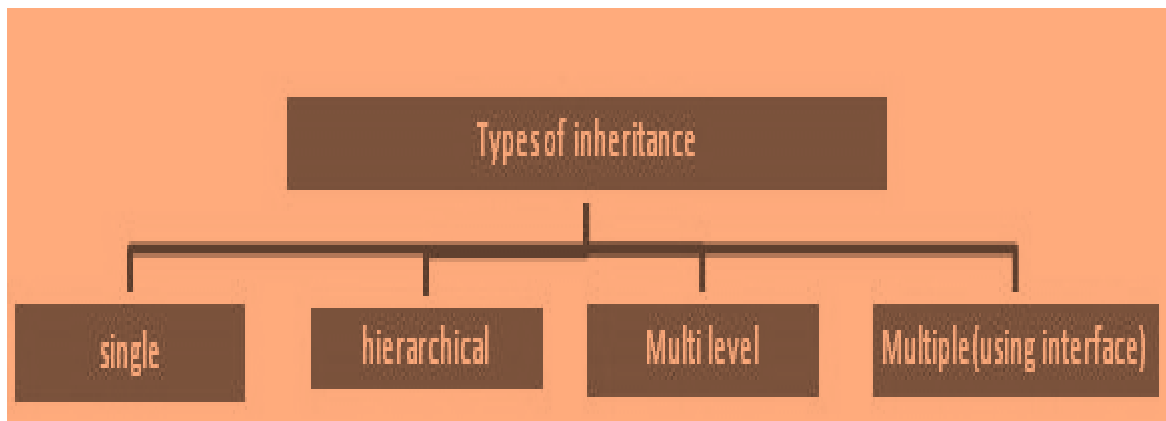 Types of inheritance
single
hierarchical
Multi level
Multiple(using interface)